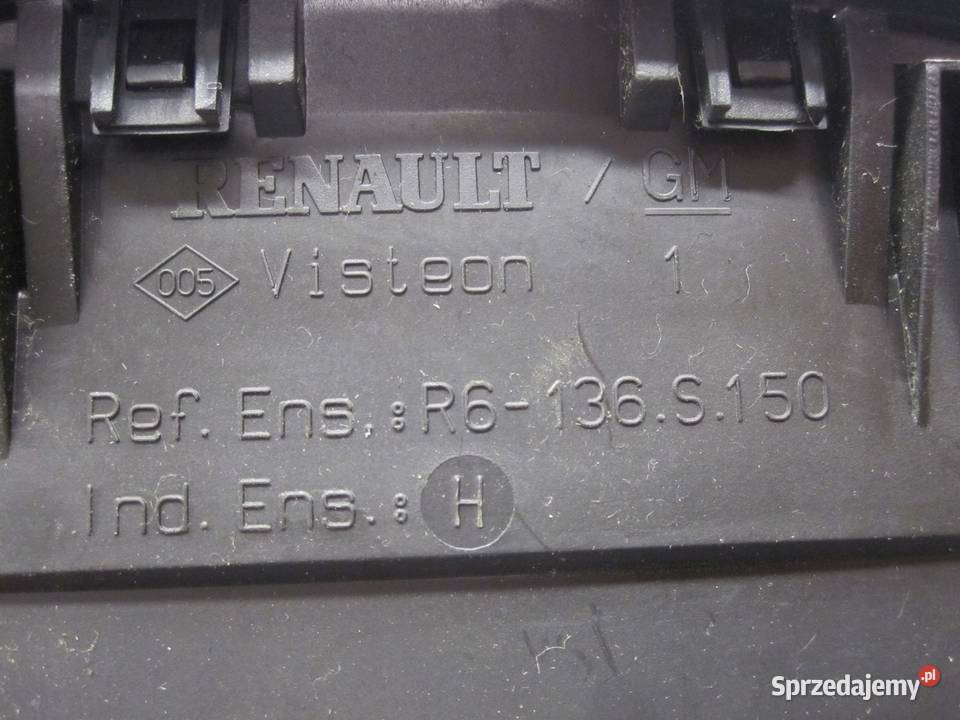 RENAULT / GM
005 Visteon 1
Ref. Ens.: R6-136.S.150
Ind. Ens.: H
Sprzedajemy.pl